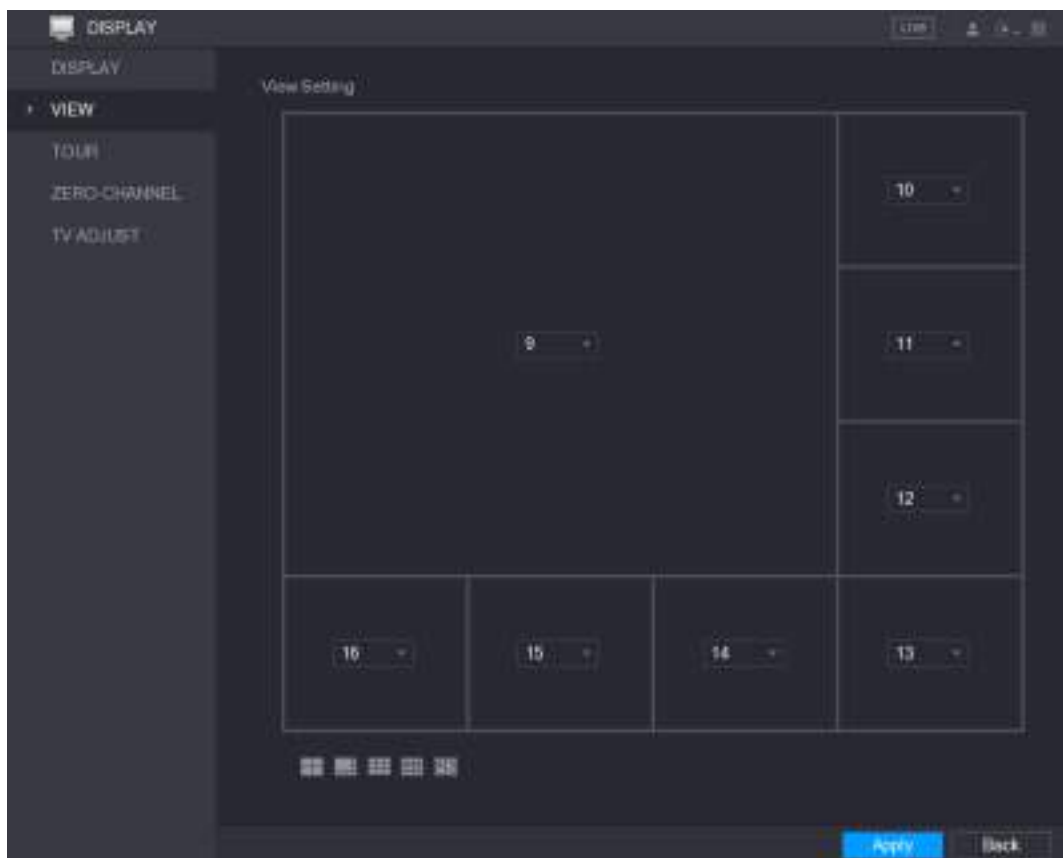 DISPLAY
LIVE
DISPLAY
VIEW
TOUR
ZERO-CHANNEL
TV ADJUST
View Setting
10
9
11
12
16
15
14
13
Apply
Back